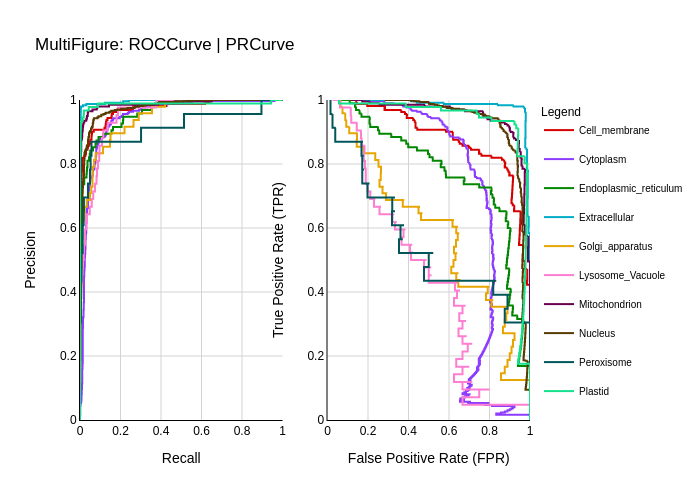 MultiFigure: ROCCurve | PRCurve
Precision
1
0.8
0.6
0.4
0.2
0
0
0.2
0.4
0.6
0.8
1
Recall
True Positive Rate (TPR)
1
0.8
0.6
0.4
0.2
0
0
0.2
0.4
0.6
0.8
1
False Positive Rate (FPR)
Legend
Cell_membrane
Cytoplasm
Endoplasmic_reticulum
Extracellular
Golgi_apparatus
Lysosome_Vacuole
Mitochondrion
Nucleus
Peroxisome
Plastid